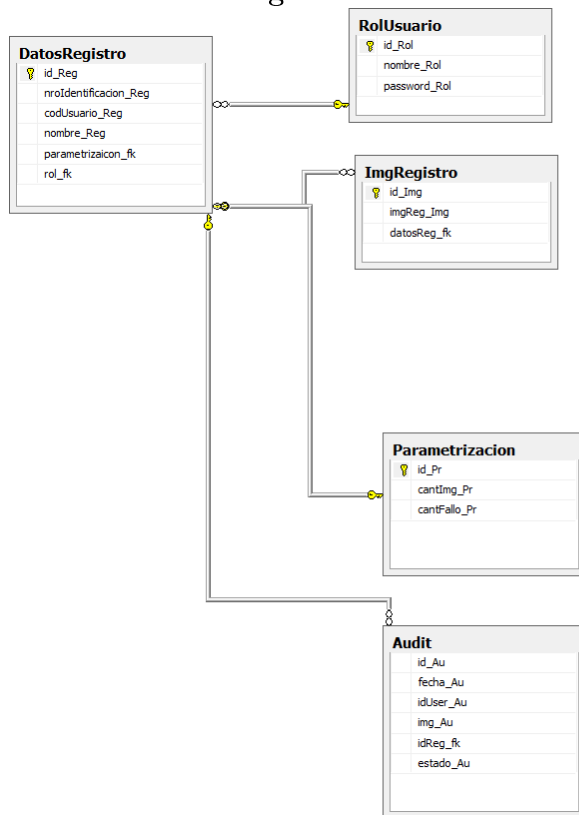 DatosRegistro
id_Reg
nroIdentificacion_Reg
codUsuario_Reg
nombre_Reg
parametrizaicon_fk
rol_fk
RolUsuario
id_Rol
nombre_Rol
password_Rol
ImgRegistro
id_Img
imgReg_Img
datosReg_fk
Parametrizacion
id_Pr
cantImg_Pr
cantFallo_Pr
Audit
id_Au
fecha_Au
idUser_Au
img_Au
idReg_fk
estado_Au